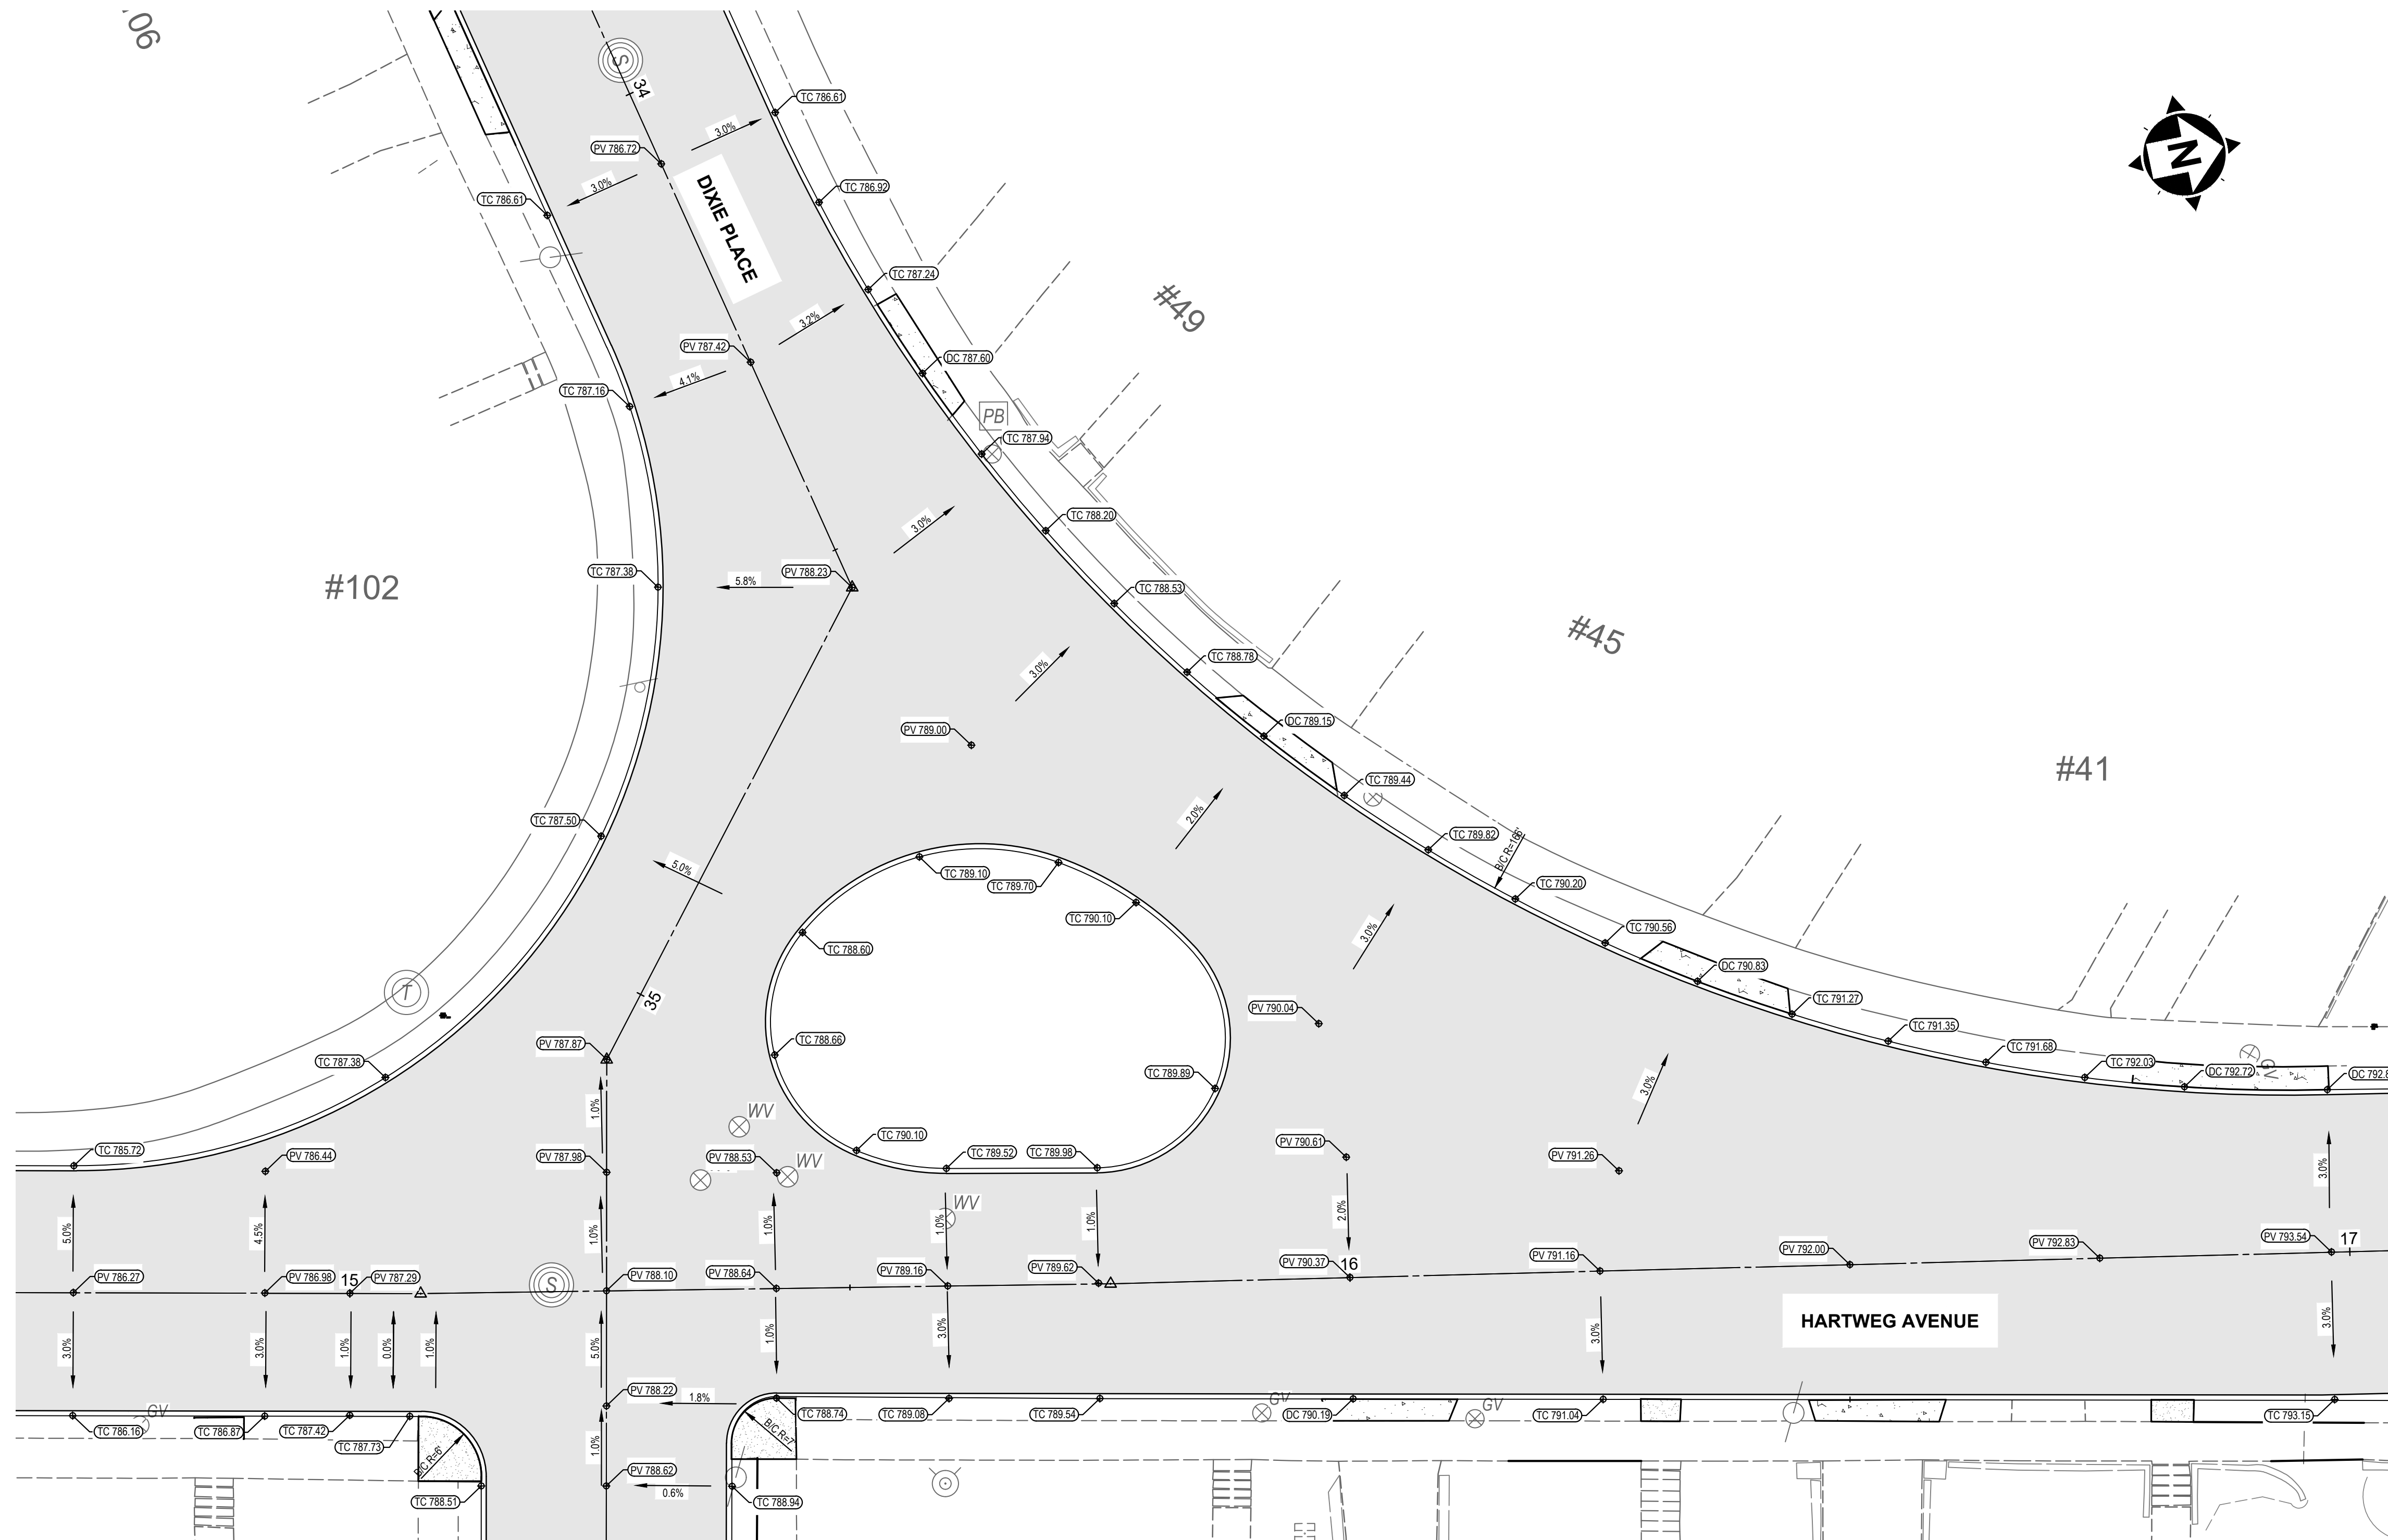 06
S
34
TC 786.61
3.0%
PV 786.72
3.0%
TC 786.61
TC 786.92
DIXIE PLACE
N
TC 787.24
#49
3.2%
PV 787.42
4.1%
DC 787.60
TC 787.16
PB
TC 787.94
TC 788.20
3.0%
#102
TC 787.38
5.8%
PV 788.23
TC 788.53
#45
TC 788.78
3.0%
DC 789.15
PV 789.00
#41
TC 789.44
TC 787.50
2.0%
TC 789.82
B/C R=166'
5.0%
TC 789.10
TC 789.70
TC 790.20
TC 790.10
TC 790.56
3.0%
TC 788.60
DC 790.83
T
35
TC 791.27
PV 790.04
TC 791.35
PV 787.87
TC 788.66
TC 791.68
TC 787.38
TC 789.89
TC 792.03
GV
DC 792.72
DC 792.8
1.0%
WV
3.0%
TC 790.10
TC 785.72
PV 786.44
PV 787.98
PV 788.53
WV
TC 789.52
TC 789.98
PV 790.61
PV 791.26
3.0%
WV
5.0%
4.5%
1.0%
1.0%
1.0%
1.0%
2.0%
PV 793.54
17
PV 792.83
PV 792.00
PV 791.16
PV 790.37
16
PV 789.62
PV 789.16
PV 788.64
PV 788.10
S
PV 787.29
15
PV 786.98
PV 786.27
HARTWEG AVENUE
3.0%
3.0%
1.0%
0.0%
1.0%
5.0%
1.0%
3.0%
3.0%
3.0%
PV 788.22
1.8%
GV
TC 786.16
TC 786.87
TC 787.42
TC 787.73
TC 788.74
TC 789.08
TC 789.54
GV
DC 790.19
GV
TC 791.04
TC 793.15
B/C R=6'
1.0%
B/C R=7'
PV 788.62
0.6%
TC 788.51
TC 788.94